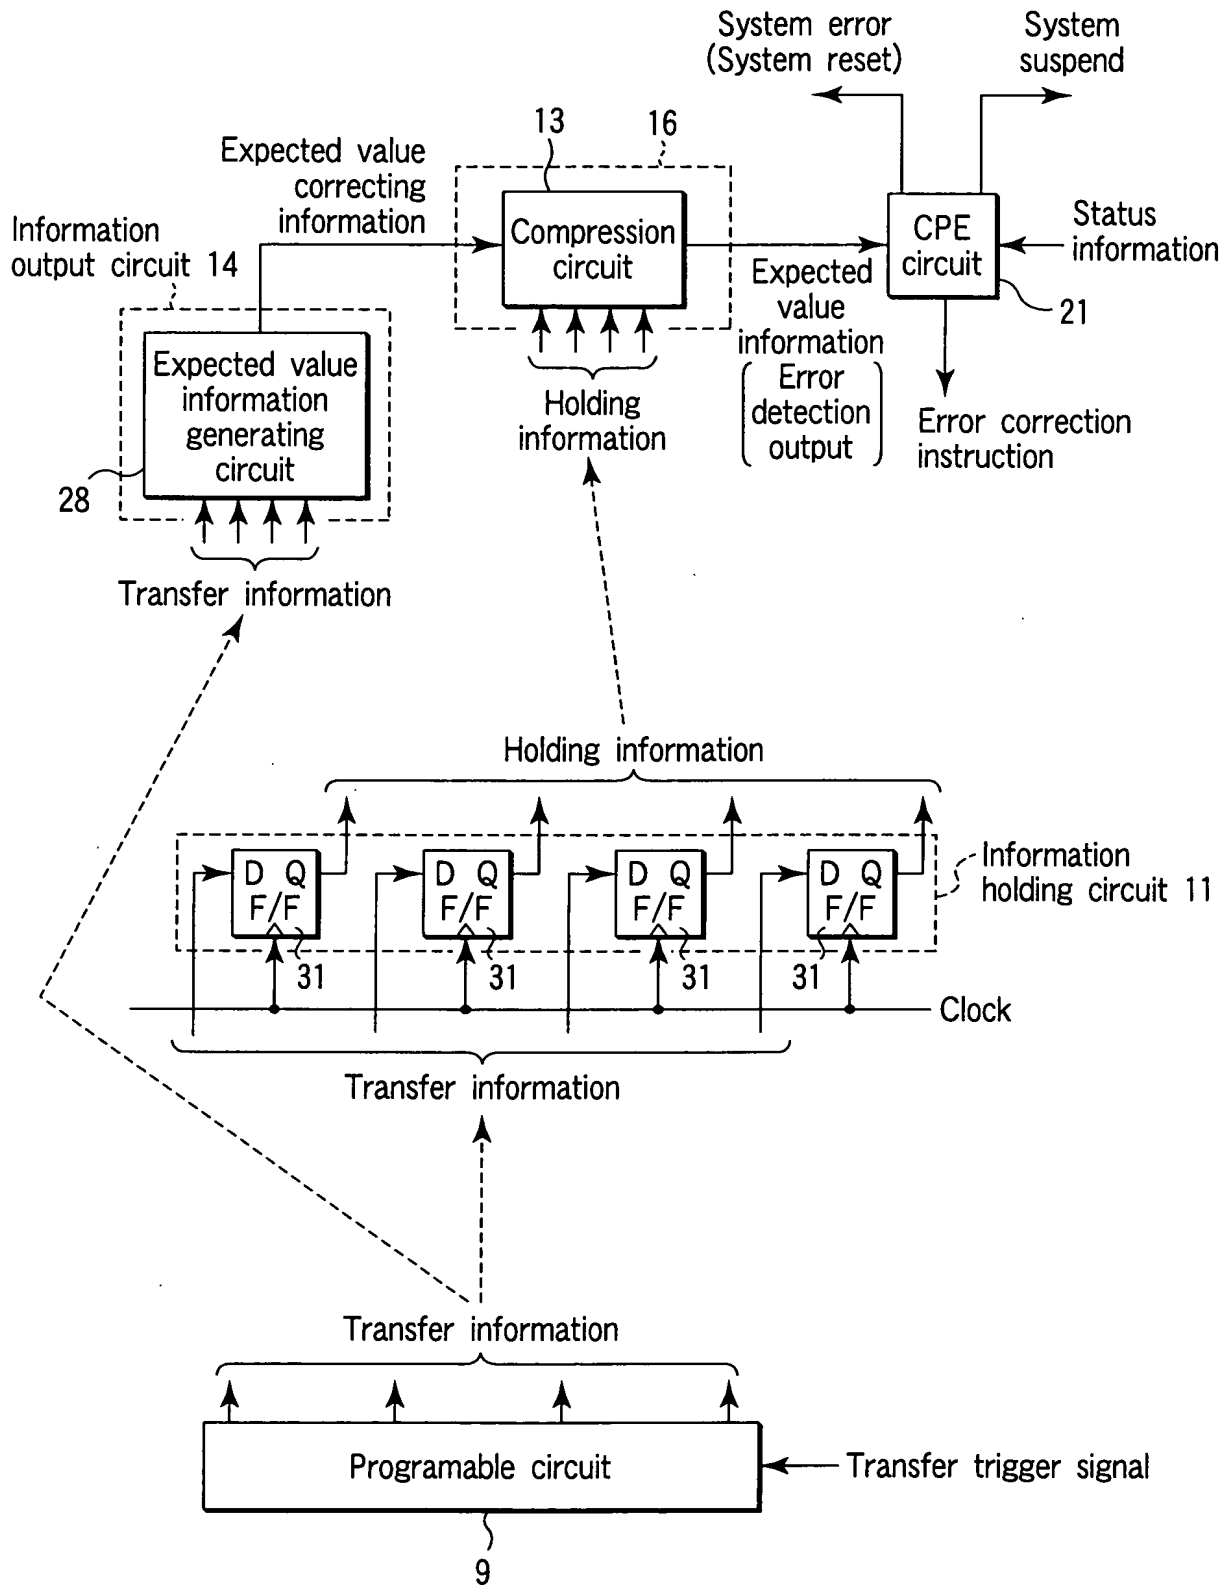 System error
(System reset)
System
suspend
13
16
Expected value
correcting
information
Information
output circuit 14
Compression
circuit
CPE
circuit
Status
information
21
Expected
value
information
Error
detection
output
Error correction
instruction
Expected value
information
generating
circuit
28
Holding
information
Transfer information
Holding information
D Q
F/F
31
D Q
F/F
31
D Q
F/F
31
D Q
F/F
31
Information
holding circuit 11
Clock
Transfer information
Transfer information
Programable circuit
Transfer trigger signal
9